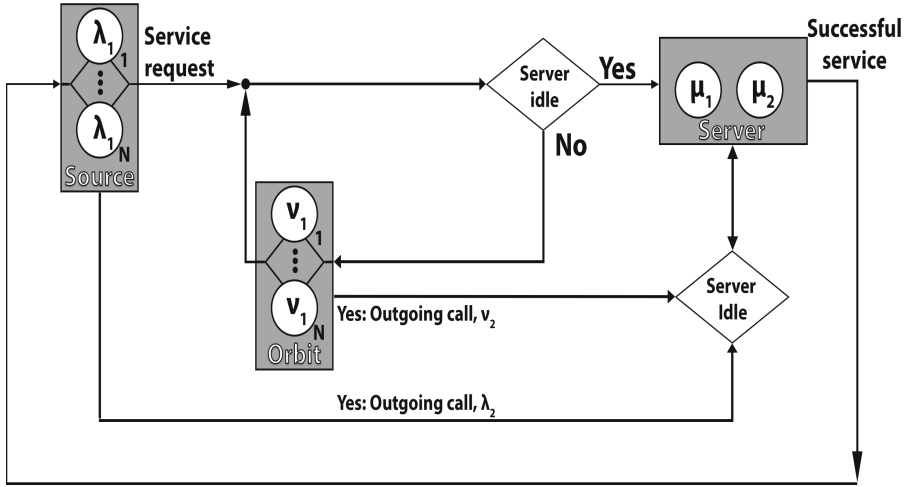 λ1 1
λ1 N
Source
Service
request
Server
idle
Yes
No
μ1 μ2
Server
Successful
service
ν1 1
ν1 N
Orbit
Yes: Outgoing call, ν2
Server
Idle
Yes: Outgoing call, λ2